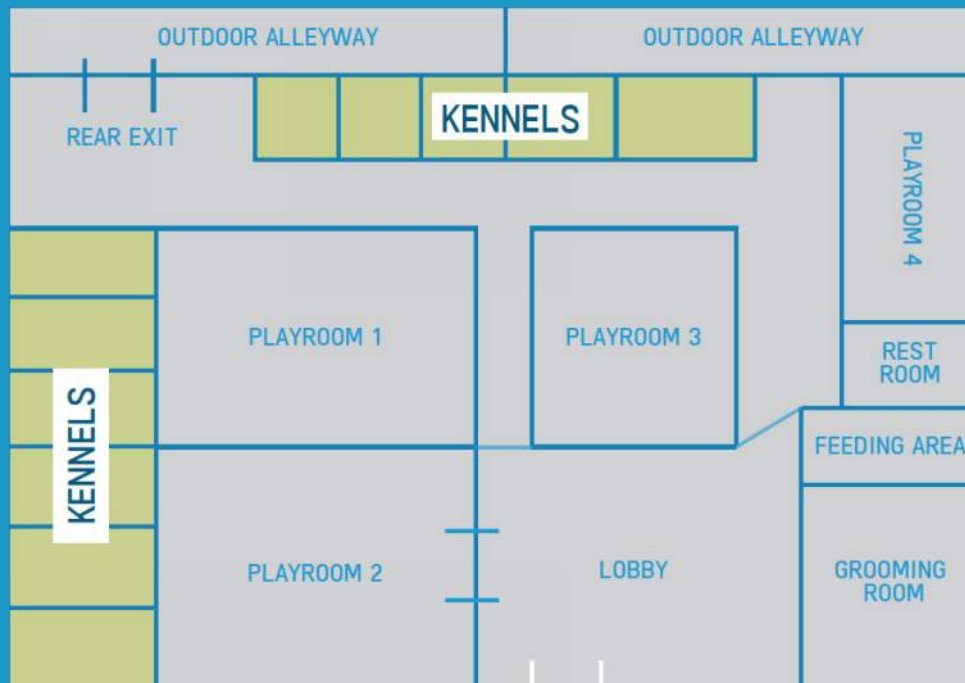 OUTDOOR ALLEYWAY
OUTDOOR ALLEYWAY
KENNELS
REAR EXIT
PLAYROOM 4
PLAYROOM 1
PLAYROOM 3
REST
ROOM
KENNELS
FEEDING AREA
PLAYROOM 2
LOBBY
GROOMING
ROOM